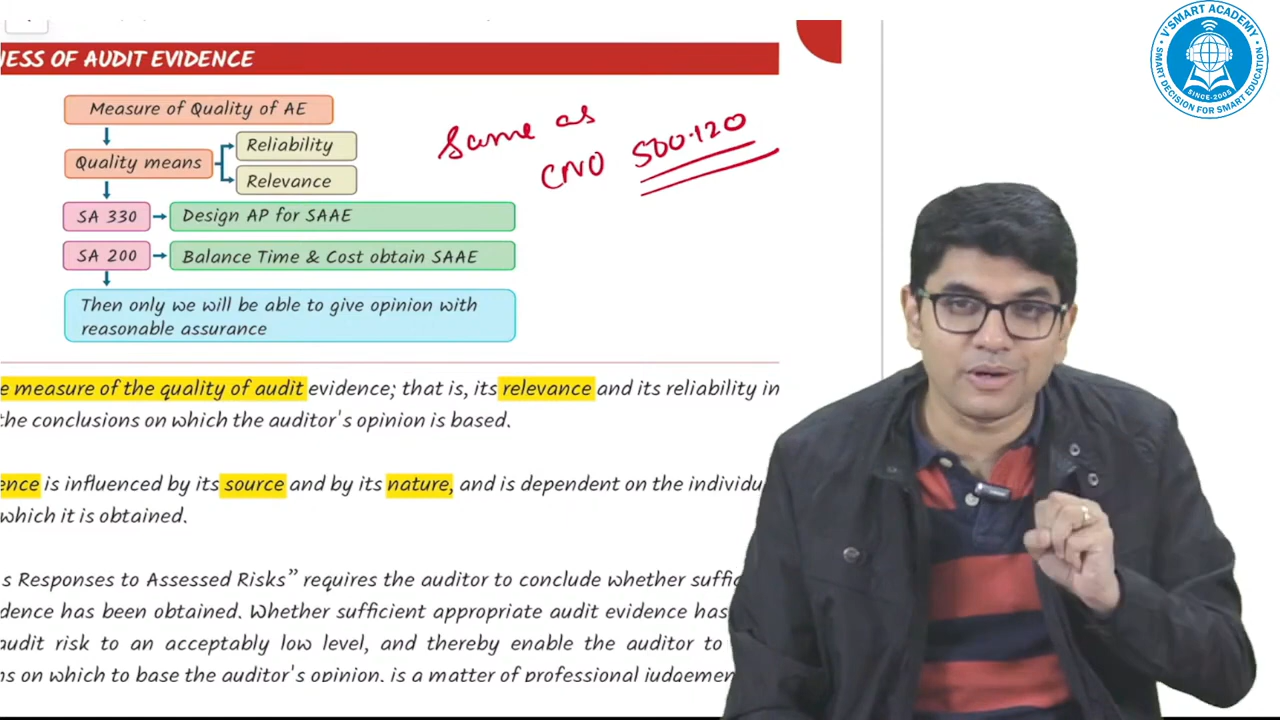 NESS OF AUDIT EVIDENCE
Measure of Quality of AE
Quality means
Reliability
Relevance
SA 330
Design AP for SAAE
SA 200
Balance Time & Cost obtain SAAE
Then only we will be able to give opinion with
reasonable assurance
Same as
CNO 500.120
e measure of the quality of audit evidence; that is, its relevance and its reliability in
the conclusions on which the auditor's opinion is based.
ence is influenced by its source and by its nature, and is dependent on the individu
which it is obtained.
s Responses to Assessed Risks” requires the auditor to conclude whether suffic
dence has been obtained. Whether sufficient appropriate audit evidence has
audit risk to an acceptably low level, and thereby enable the auditor to
ns on which to base the auditor's opinion, is a matter of professional judgemen
V'SMART ACADEMY
SINCE-2005
SMART DECISION FOR SMART EDUCATION